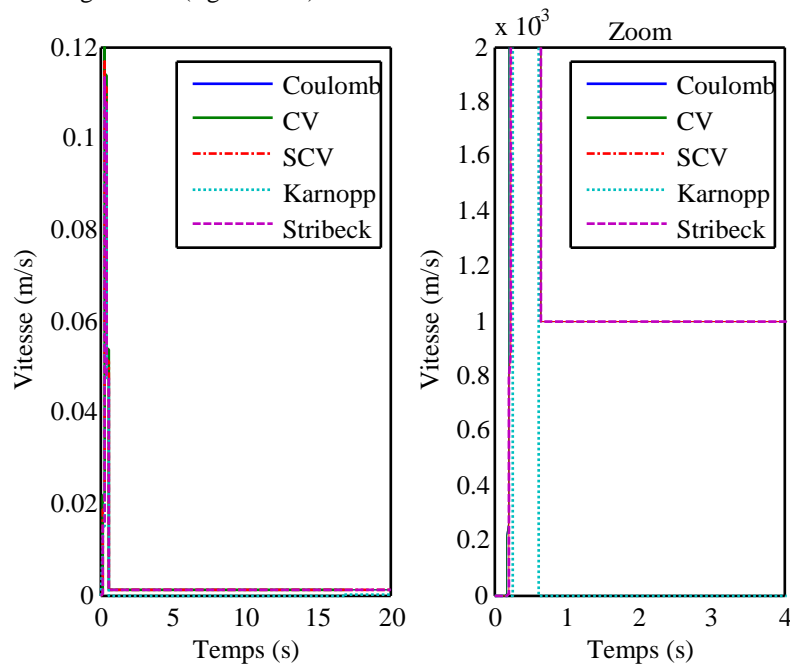 x 10-3
Zoom
0.12
0.1
0.08
0.06
0.04
0.02
0
Vitesse (m/s)
Coulomb
CV
SCV
Karnopp
Stribeck
0 5 10 15 20
Temps (s)
2
1.8
1.6
1.4
1.2
1
0.8
0.6
0.4
0.2
0
Vitesse (m/s)
Coulomb
CV
SCV
Karnopp
Stribeck
0 1 2 3 4
Temps (s)